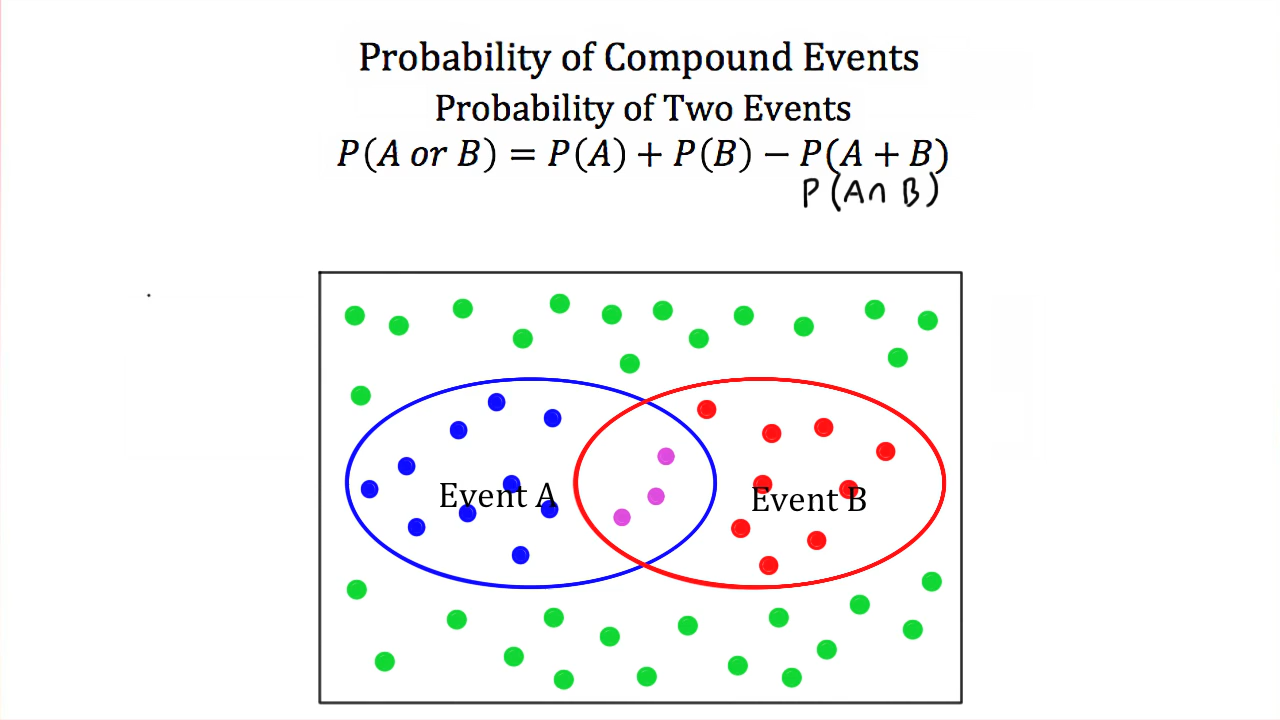 Probability of Compound Events
Probability of Two Events
P(A or B) = P(A) + P(B) − P(A + B)
P(A∩B)
Event A
Event B